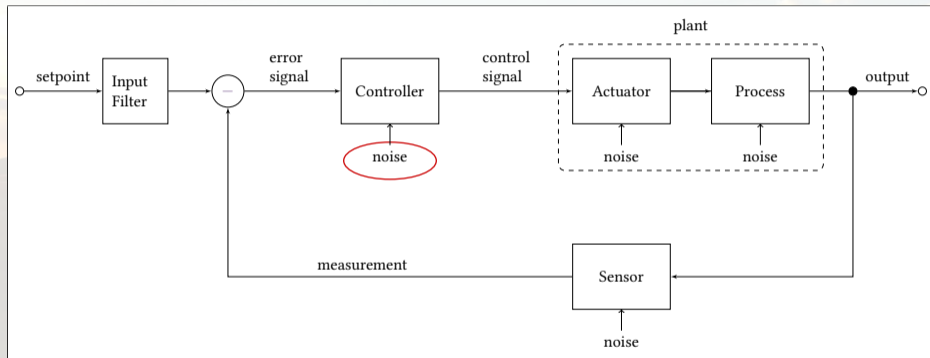 plant
setpoint
Input
Filter
−
error
signal
Controller
control
signal
Actuator
Process
output
noise
noise
noise
measurement
Sensor
noise